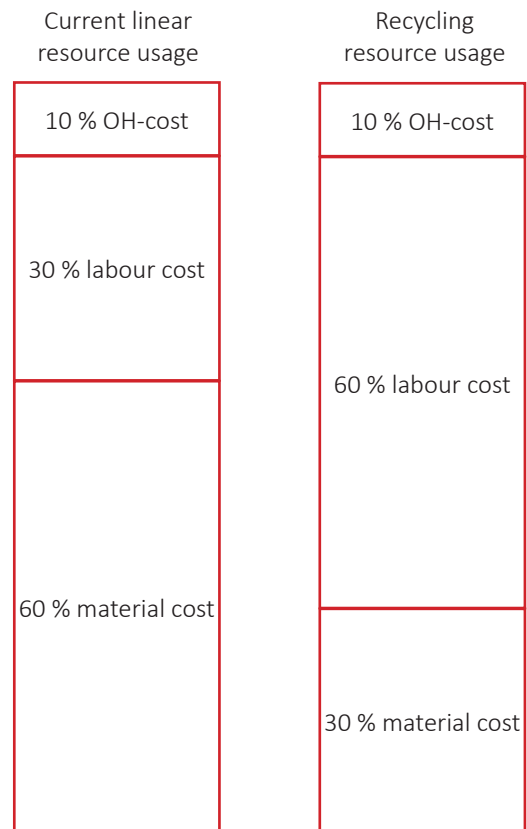 Current linear
resource usage
10 % OH-cost
30 % labour cost
60 % material cost
Recycling
resource usage
10 % OH-cost
60 % labour cost
30 % material cost